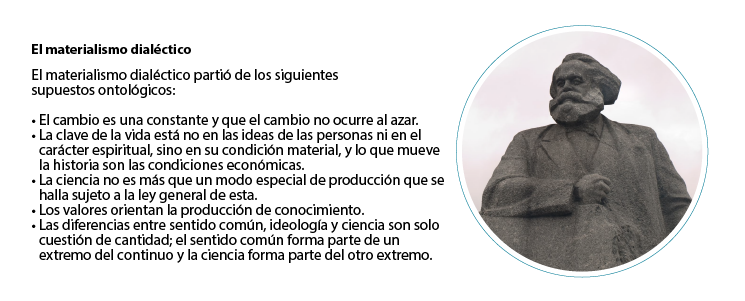 El materialismo dialéctico
El materialismo dialéctico partió de los siguientes
supuestos ontológicos:
• El cambio es una constante y que el cambio no ocurre al azar.
• La clave de la vida está no en las ideas de las personas ni en el
carácter espiritual, sino en su condición material, y lo que mueve
la historia son las condiciones económicas.
• La ciencia no es más que un modo especial de producción que se
halla sujeto a la ley general de esta.
• Los valores orientan la producción de conocimiento.
• Las diferencias entre sentido común, ideología y ciencia son solo
cuestión de cantidad; el sentido común forma parte de un
extremo del continuo y la ciencia forma parte del otro extremo.